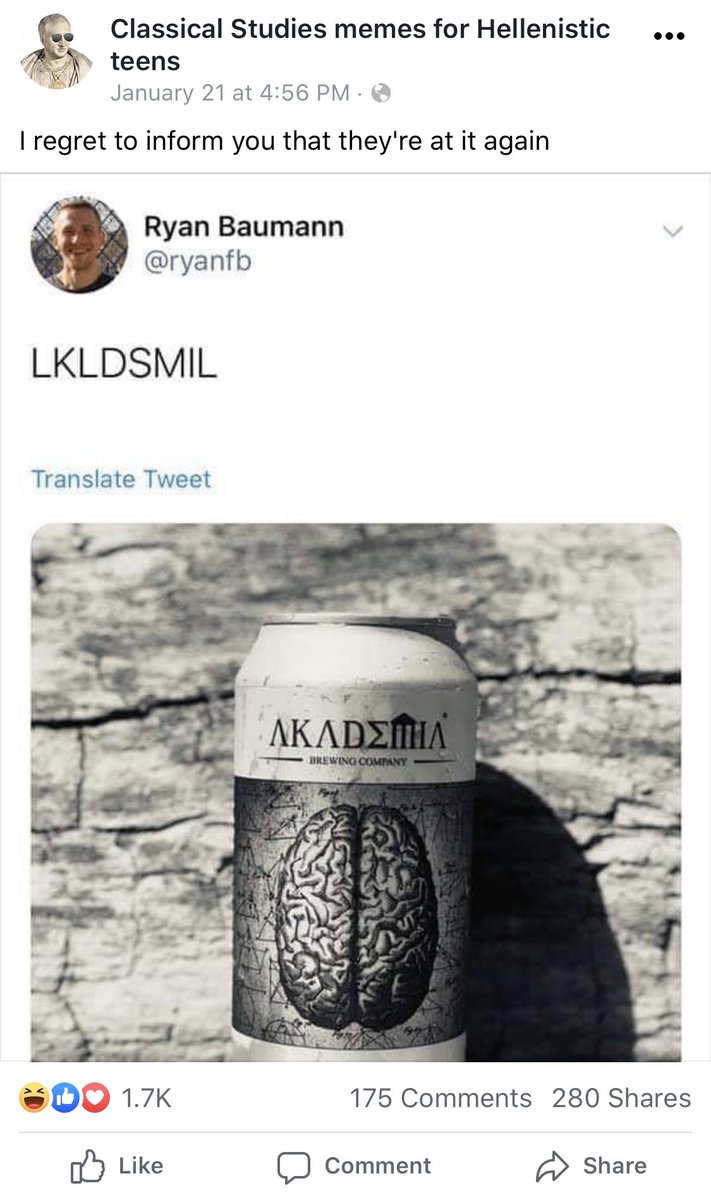 Classical Studies memes for Hellenistic
teens
January 21 at 4:56 PM ·
I regret to inform you that they're at it again
Ryan Baumann
@ryanfb
LKLDSMIL
Translate Tweet
ΛKΛDΣMIΛ
BREWING COMPANY
1.7K
175 Comments 280 Shares
Like Comment Share